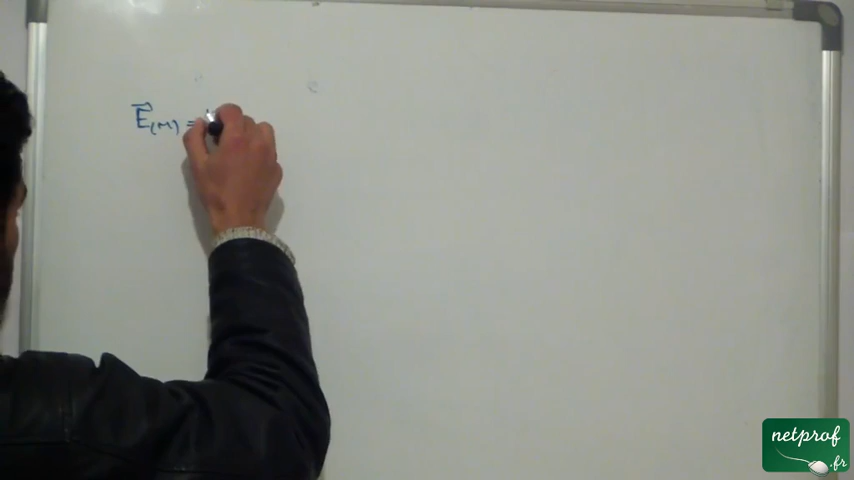 E⃗(M) =
netprof
.fr